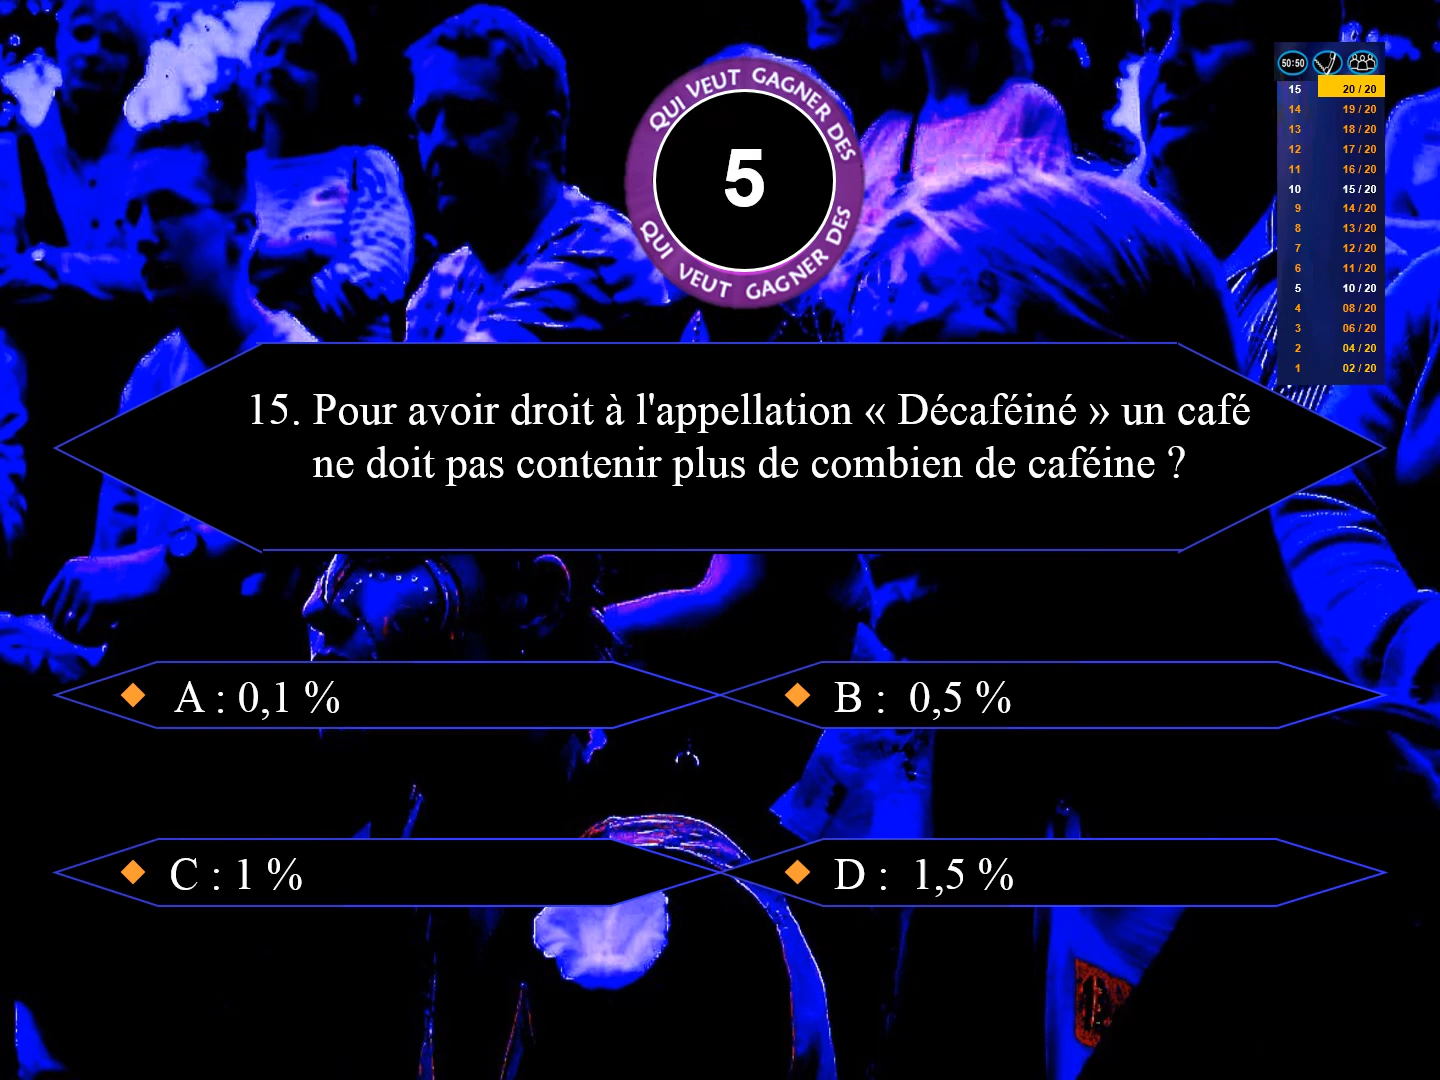 QUI VEUT GAGNER DES
5
QUI VEUT GAGNER DES
50:50
15 20 / 20
14 19 / 20
13 18 / 20
12 17 / 20
11 16 / 20
10 15 / 20
9 14 / 20
8 13 / 20
7 12 / 20
6 11 / 20
5 10 / 20
4 08 / 20
3 06 / 20
2 04 / 20
1 02 / 20
15. Pour avoir droit à l'appellation « Décaféiné » un café
ne doit pas contenir plus de combien de caféine ?
A : 0,1 %
B : 0,5 %
C : 1 %
D : 1,5 %